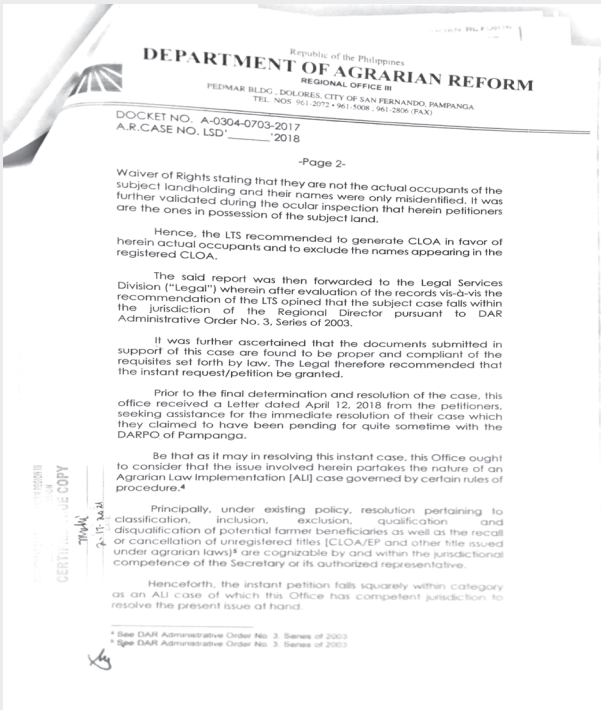 Republic of the Philippines
DEPARTMENT OF AGRARIAN REFORM
REGIONAL OFFICE III
PEDMAR BLDG., DOLORES, CITY OF SAN FERNANDO, PAMPANGA
TEL. NOS 961-2072 • 961-5008, 961-2806 (FAX)
DOCKET NO. A-0304-0703-2017
A.R.CASE NO. LSD'______'2018
-Page 2-
Waiver of Rights stating that they are not the actual occupants of the
subject landholding and their names were only misidentified. It was
further validated during the ocular inspection that herein petitioners
are the ones in possession of the subject land.
Hence, the LTS recommended to generate CLOA in favor of
herein actual occupants and to exclude the names appearing in the
registered CLOA.
The said report was then forwarded to the Legal Services
Division ("Legal") wherein after evaluation of the records vis-à-vis the
recommendation of the LTS opined that the subject case falls within
the jurisdiction of the Regional Director pursuant to DAR
Administrative Order No. 3, Series of 2003.
It was further ascertained that the documents submitted in
support of this case are found to be proper and compliant of the
requisites set forth by law. The Legal therefore recommended that
the instant request/petition be granted.
Prior to the final determination and resolution of the case, this
office received a Letter dated April 12, 2018 from the petitioners,
seeking assistance for the immediate resolution of their case which
they claimed to have been pending for quite sometime with the
DARPO of Pampanga.
Be that as it may in resolving this instant case, this Office ought
to consider that the issue involved herein partakes the nature of an
Agrarian Law Implementation [ALI] case governed by certain rules of
procedure.⁴
Principally, under existing policy, resolution pertaining to
classification, inclusion, exclusion, qualification and
disqualification of potential farmer beneficiaries as well as the recall
or cancellation of unregistered titles [CLOA/EP and other title issued
under agrarian laws)⁵ are cognizable by and within the jurisdictional
competence of the Secretary or its authorized representative.
Henceforth, the instant petition falls squarely within category
as an ALI case of which this Office has competent jurisdiction to
resolve the present issue at hand.
⁴ See DAR Administrative Order No. 3. Series of 2003
⁵ See DAR Administrative Order No. 3. Series of 2003